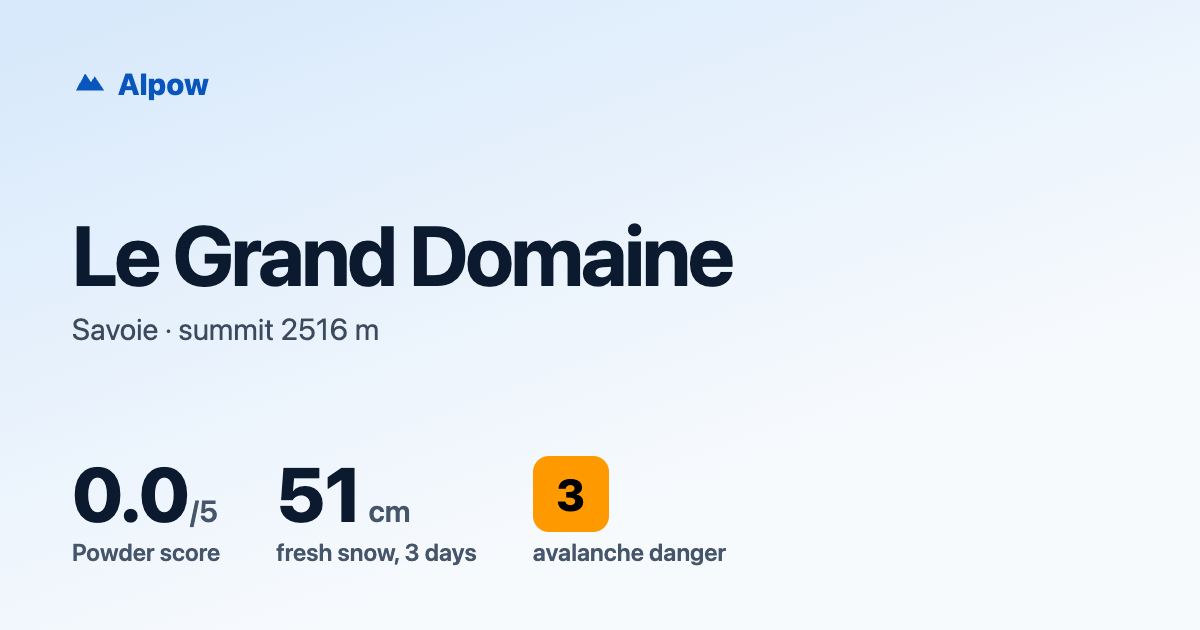 Alpow
Le Grand Domaine
Savoie · summit 2516 m
0.0/5
Powder score
51 cm
fresh snow, 3 days
3
avalanche danger